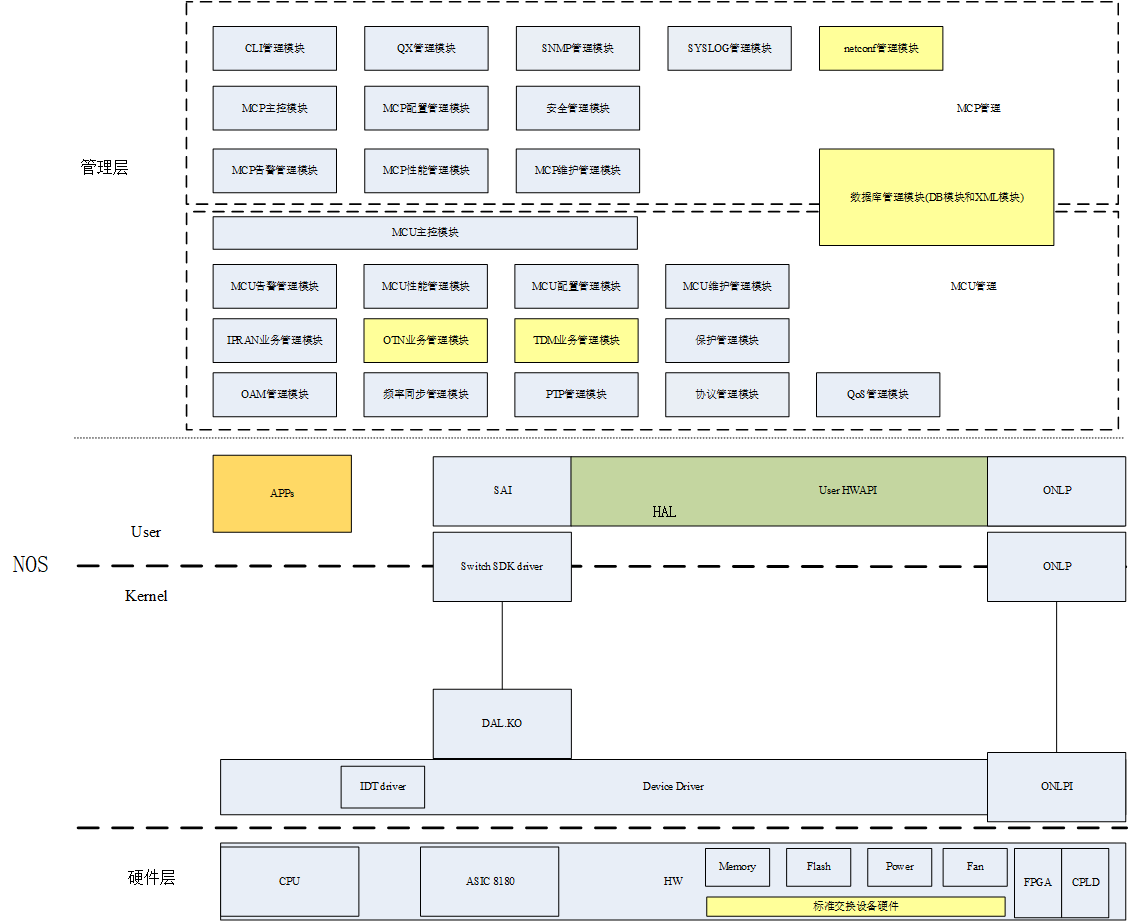 CLI管理模块
QX管理模块
SNMP管理模块
SYSLOG管理模块
netconf管理模块
MCP主控模块
MCP配置管理模块
安全管理模块
MCP管理
管理层
MCP告警管理模块
MCP性能管理模块
MCP维护管理模块
数据库管理模块(DB模块和XML模块)
MCU主控模块
MCU告警管理模块
MCU性能管理模块
MCU配置管理模块
MCU维护管理模块
MCU管理
IPRAN业务管理模块
OTN业务管理模块
TDM业务管理模块
保护管理模块
OAM管理模块
频率同步管理模块
PTP管理模块
协议管理模块
QoS管理模块
APPs
SAI
User HWAPI
HAL
ONLP
User
NOS
Switch SDK driver
ONLP
Kernel
DAL.KO
IDT driver
Device Driver
ONLPI
硬件层
CPU
ASIC 8180
HW
Memory
Flash
Power
Fan
FPGA
CPLD
标准交换设备硬件